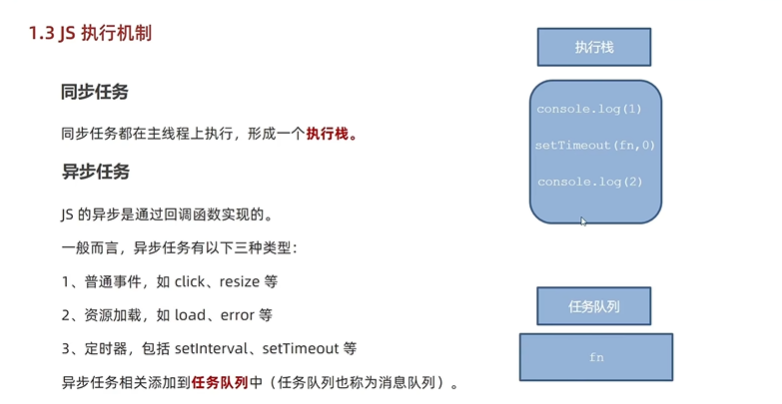 1.3 JS 执行机制
同步任务
同步任务都在主线程上执行，形成一个执行栈。
异步任务
JS 的异步是通过回调函数实现的。
一般而言，异步任务有以下三种类型：
1、普通事件，如 click、resize 等
2、资源加载，如 load、error 等
3、定时器，包括 setInterval、setTimeout 等
异步任务相关添加到任务队列中（任务队列也称为消息队列）。
执行栈
console.log(1)
setTimeout(fn,0)
console.log(2)
任务队列
fn